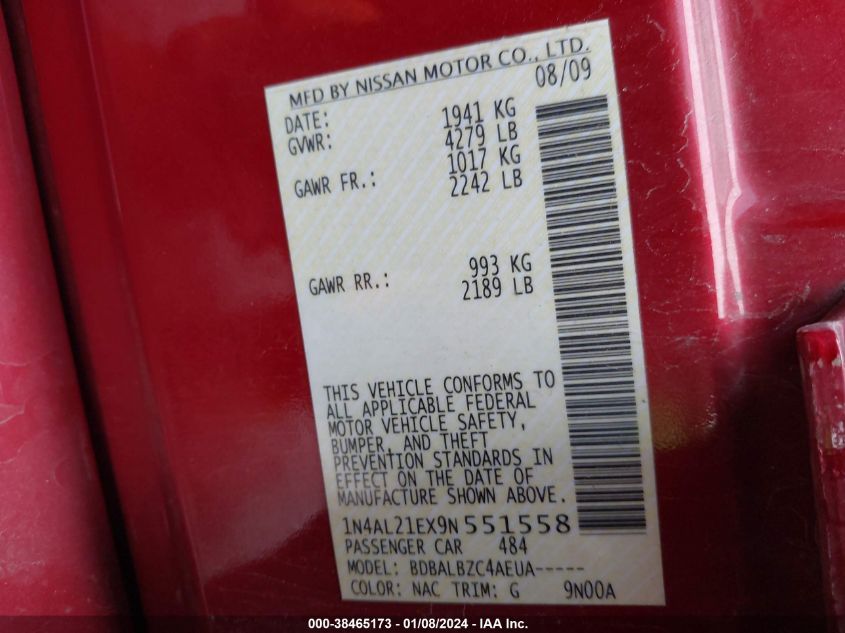 MFD BY NISSAN MOTOR CO., LTD.
DATE: 08/09
GVWR: 1941 KG
4279 LB
GAWR FR.: 1017 KG
2242 LB
GAWR RR.: 993 KG
2189 LB
THIS VEHICLE CONFORMS TO
ALL APPLICABLE FEDERAL
MOTOR VEHICLE SAFETY,
BUMPER, AND THEFT
PREVENTION STANDARDS IN
EFFECT ON THE DATE OF
MANUFACTURE SHOWN ABOVE.
1N4AL21EX9N551558
PASSENGER CAR 484
MODEL: BDBALBZC4AEUA-----
COLOR: NAC TRIM: G 9N00A
000-38465173 - 01/08/2024 - IAA Inc.